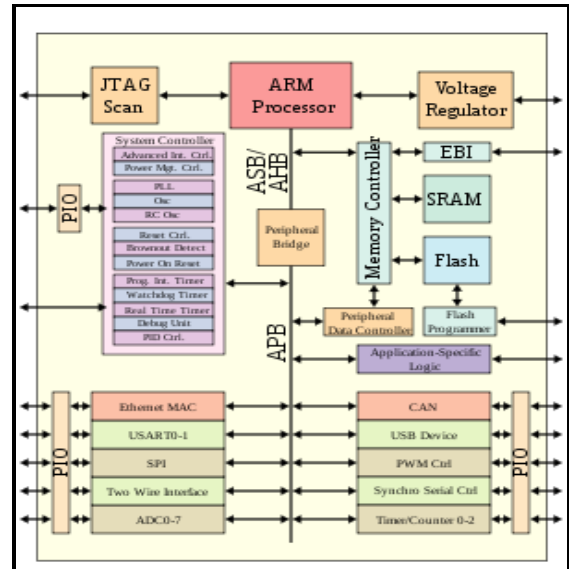 JTAG
Scan
ARM
Processor
Voltage
Regulator
System Controller
Advanced Int. Ctrl.
Power Mgt. Ctrl.
PLL
Osc
RC Osc
Reset Ctrl.
Brownout Detect
Power On Reset
Prog. Int. Timer
Watchdog Timer
Real Time Timer
Debug Unit
PID Ctrl.
PIO
ASB/
AHB
Peripheral
Bridge
APB
Memory Controller
EBI
SRAM
Flash
Peripheral
Data Controller
Flash
Programmer
Application-Specific
Logic
PIO
Ethernet MAC
USART0-1
SPI
Two Wire Interface
ADC0-7
CAN
USB Device
PWM Ctrl
Synchro Serial Ctrl
Timer/Counter 0-2
PIO